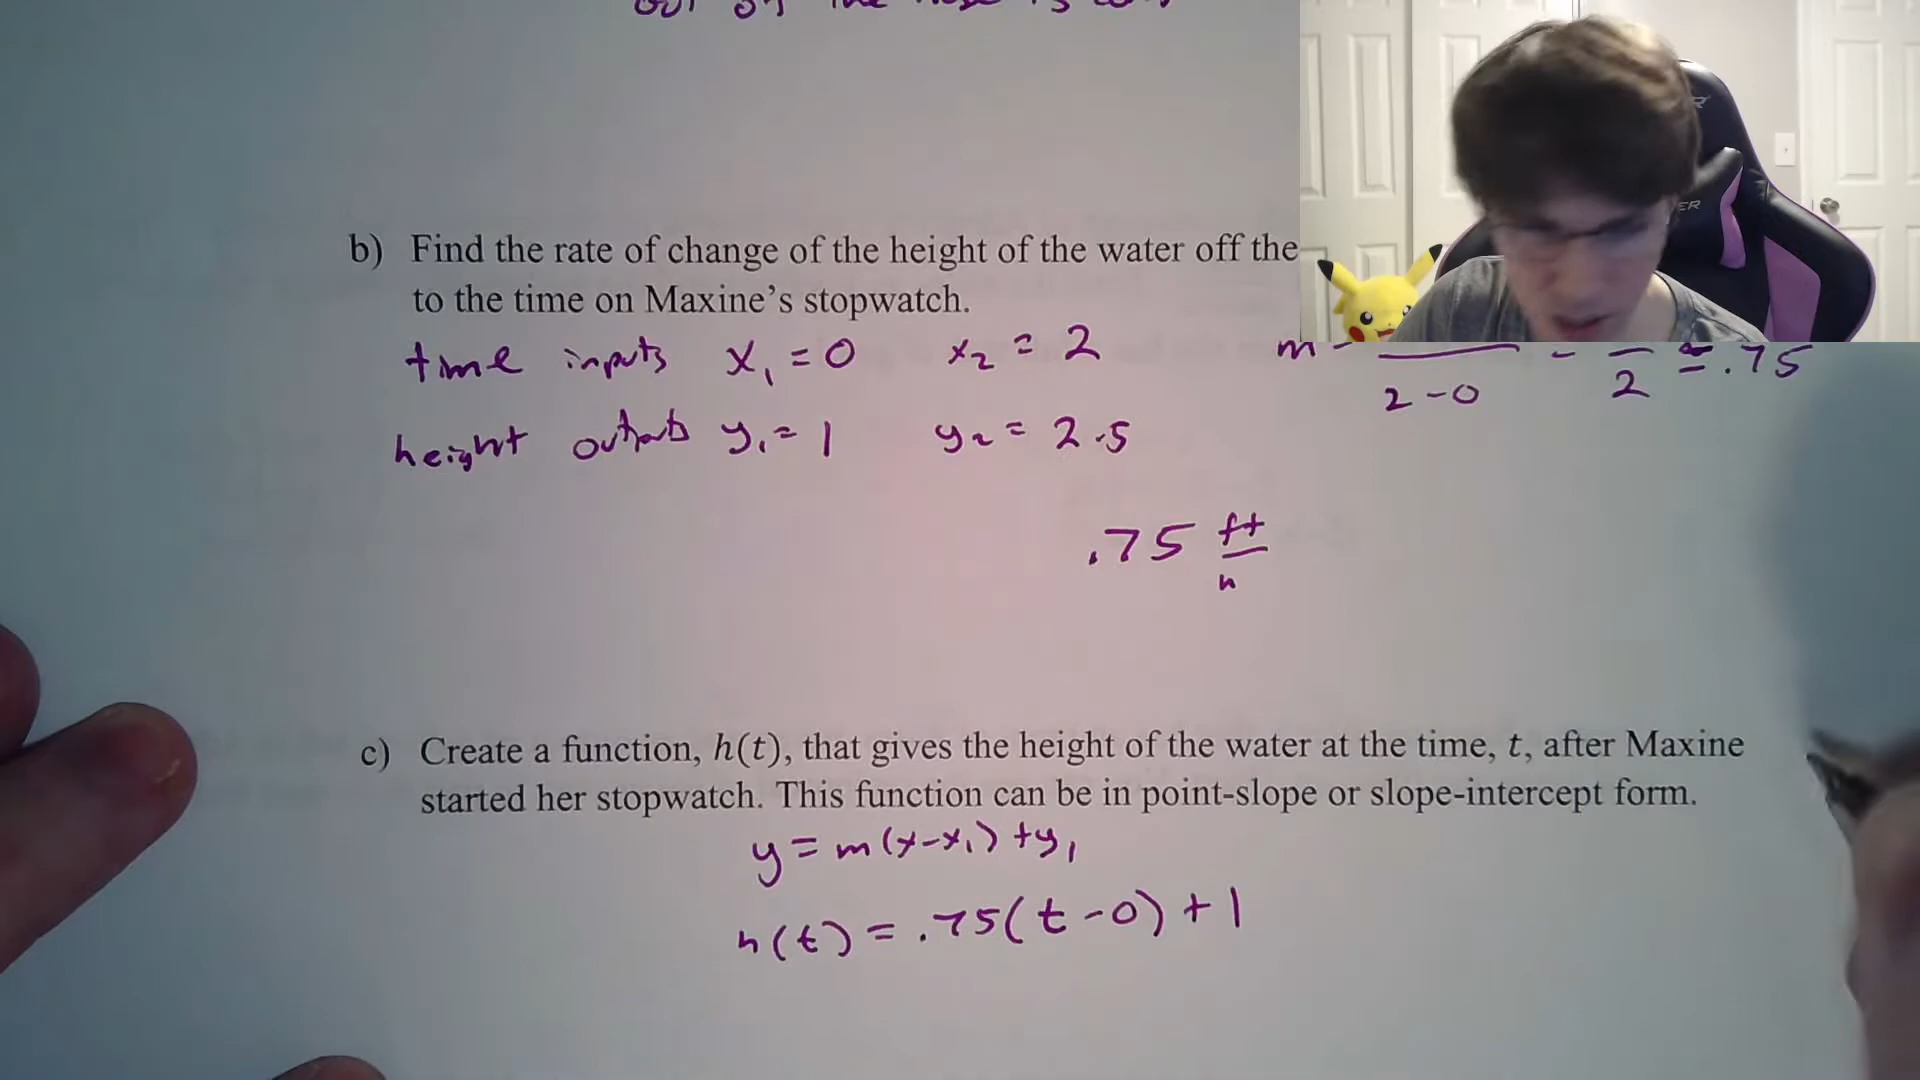 b) Find the rate of change of the height of the water off the
to the time on Maxine’s stopwatch.
time inputs x₁ = 0 x₂ = 2
m = 2 - 0 = 2 = .75
height outputs y₁ = 1 y₂ = 2.5
.75 ft
h
c) Create a function, h(t), that gives the height of the water at the time, t, after Maxine
started her stopwatch. This function can be in point-slope or slope-intercept form.
y = m(x-x₁) + y₁
h(t) = .75(t - 0) + 1